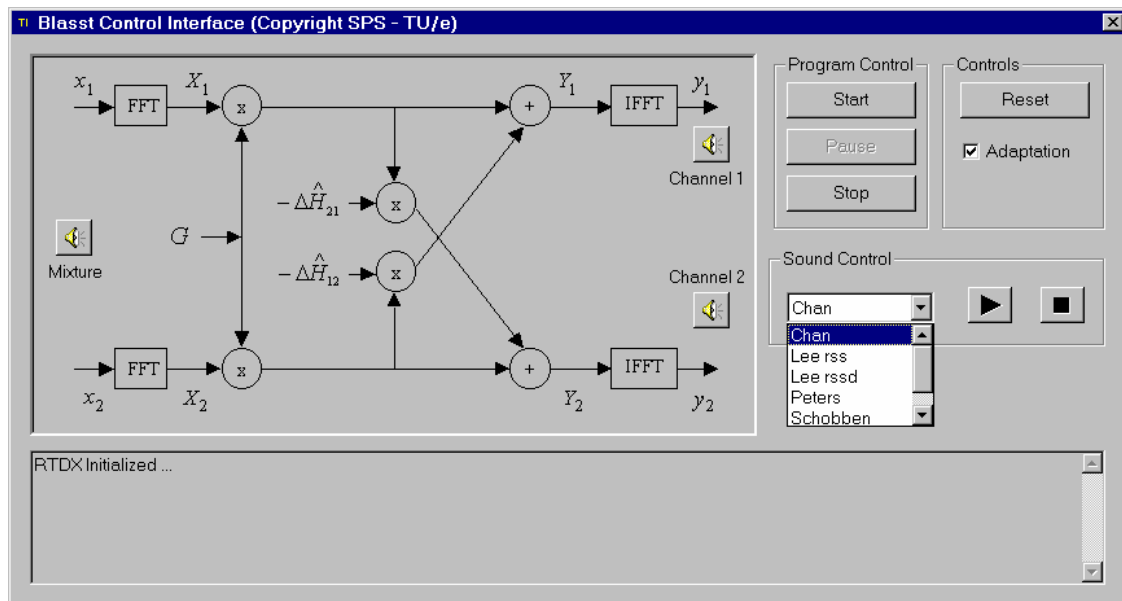 TI Blasst Control Interface (Copyright SPS - TU/e)
x₁ FFT X₁ x + Y₁ IFFT y₁
Channel 1
− ΔĤ₂₁ x
G
Mixture
− ΔĤ₁₂ x
Channel 2
x₂ FFT X₂ x + Y₂ IFFT y₂
Program Control
Start
Pause
Stop
Controls
Reset
Adaptation
Sound Control
Chan
Chan
Lee rss
Lee rssd
Peters
Schobben
RTDX Initialized ...